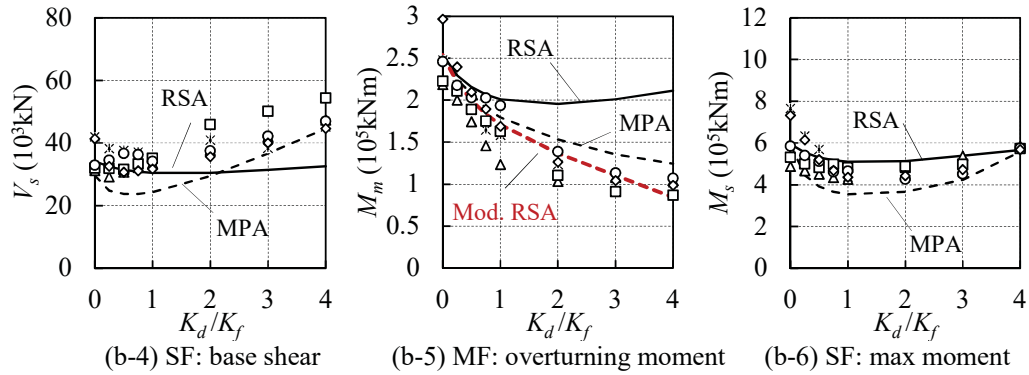 V_s (10^3kN)
80
60
40
20
0
RSA
MPA
0 1 2 3 4
K_d/K_f
(b-4) SF: base shear
M_m (10^5kNm)
3
2.5
2
1.5
1
0.5
0
RSA
MPA
Mod. RSA
0 1 2 3 4
K_d/K_f
(b-5) MF: overturning moment
M_s (10^5kNm)
12
10
8
6
4
2
0
RSA
MPA
0 1 2 3 4
K_d/K_f
(b-6) SF: max moment